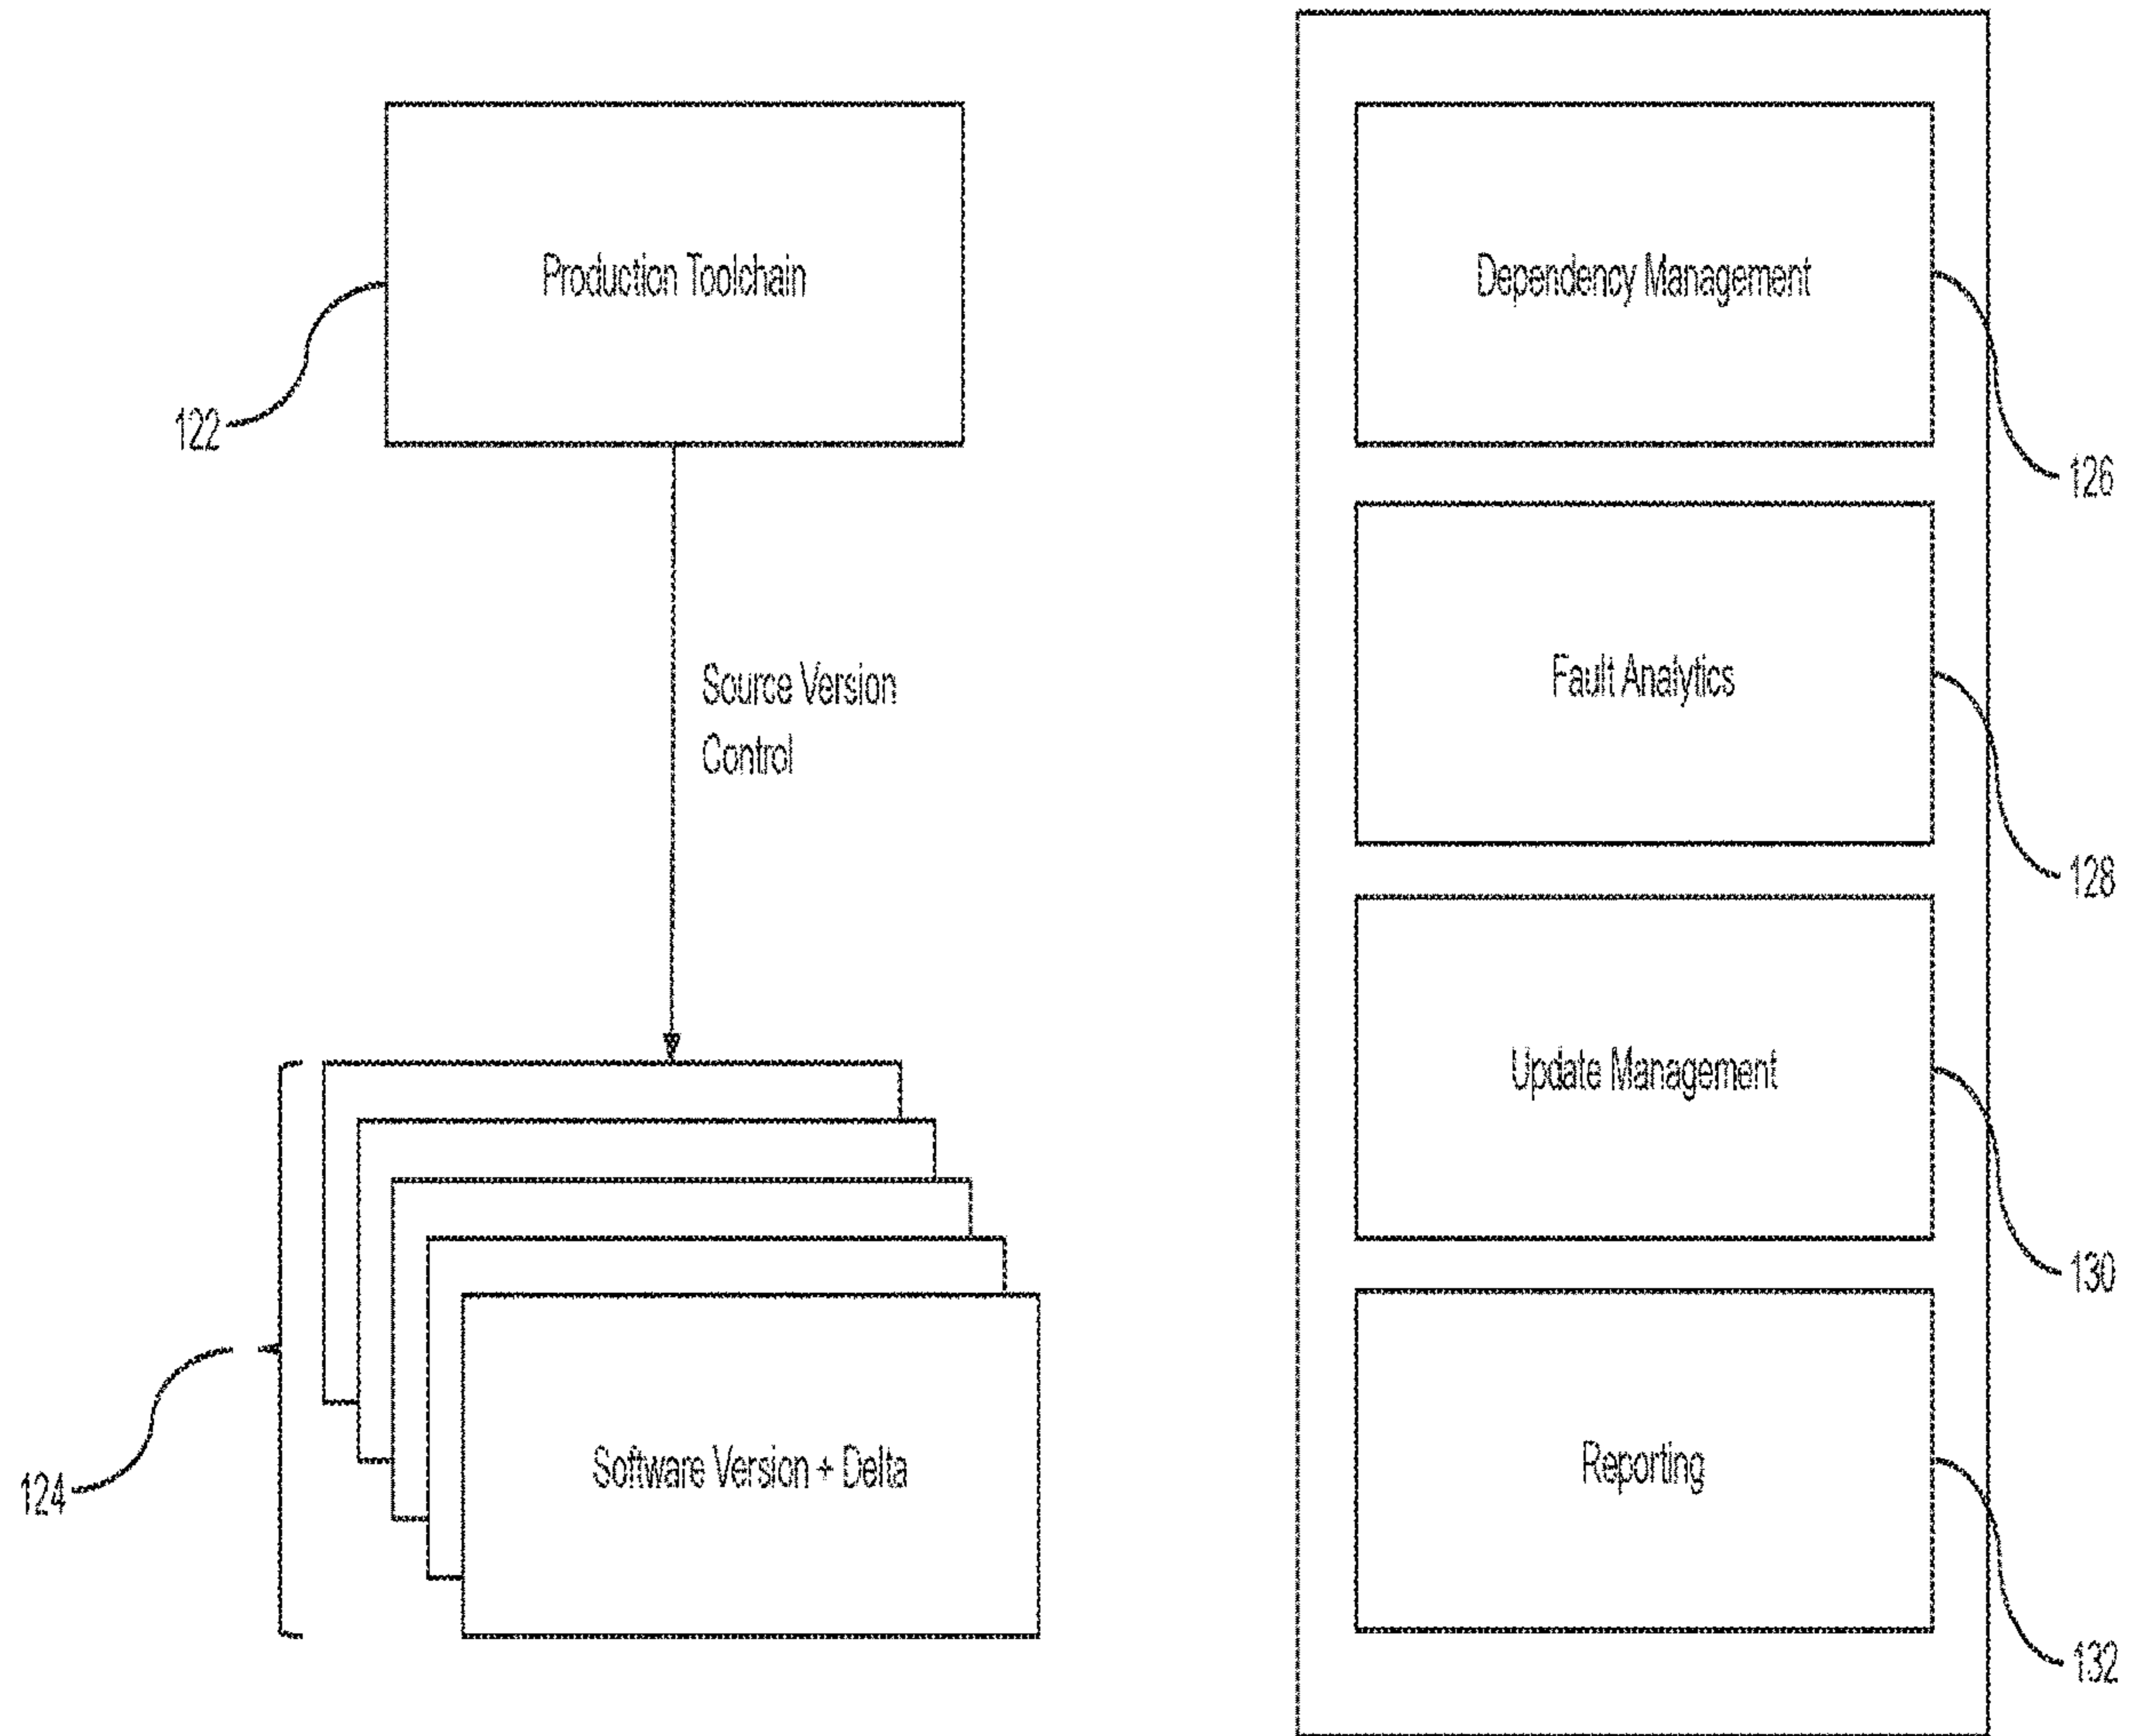 Production Toolchain
122
Source Version
Control
Software Version + Delta
124
Dependency Management
126
Fault Analytics
128
Update Management
130
Reporting
132